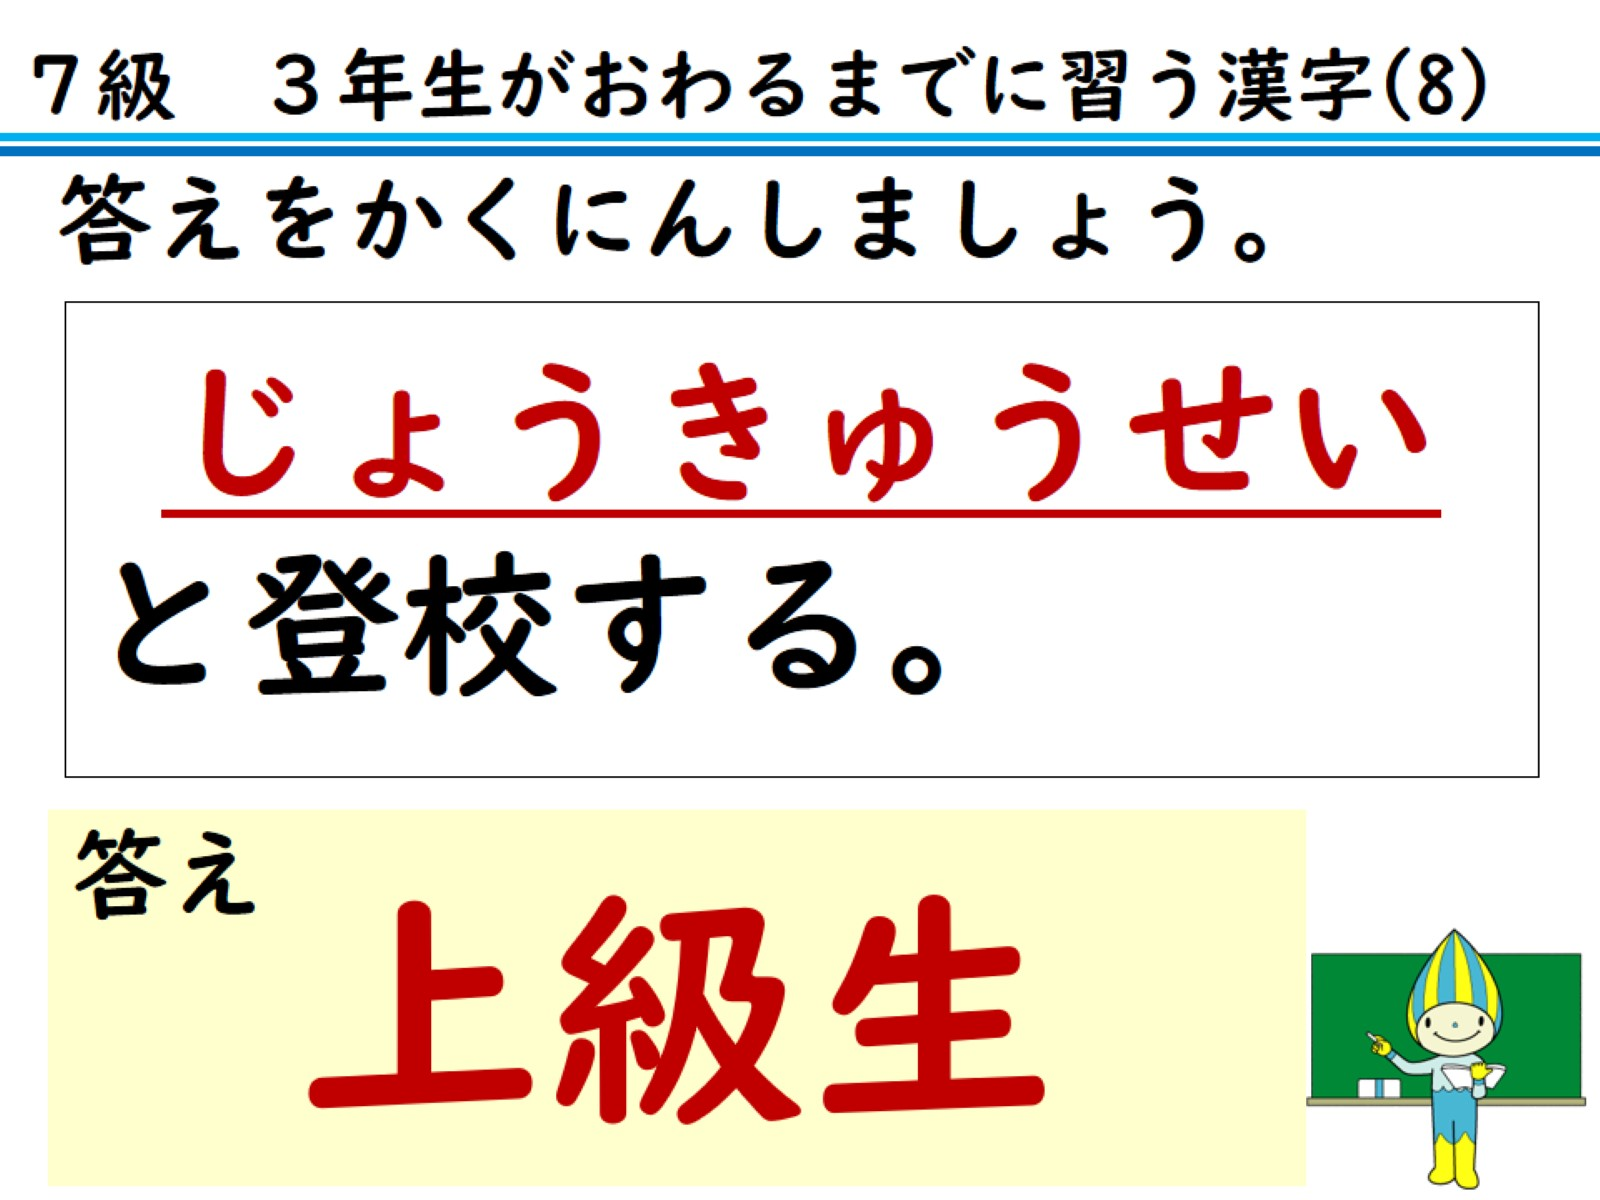 ７級　３年生がおわるまでに習う漢字(8)
答えをかくにんしましょう。
じょうきゅうせい
と登校する。
答え
上級生